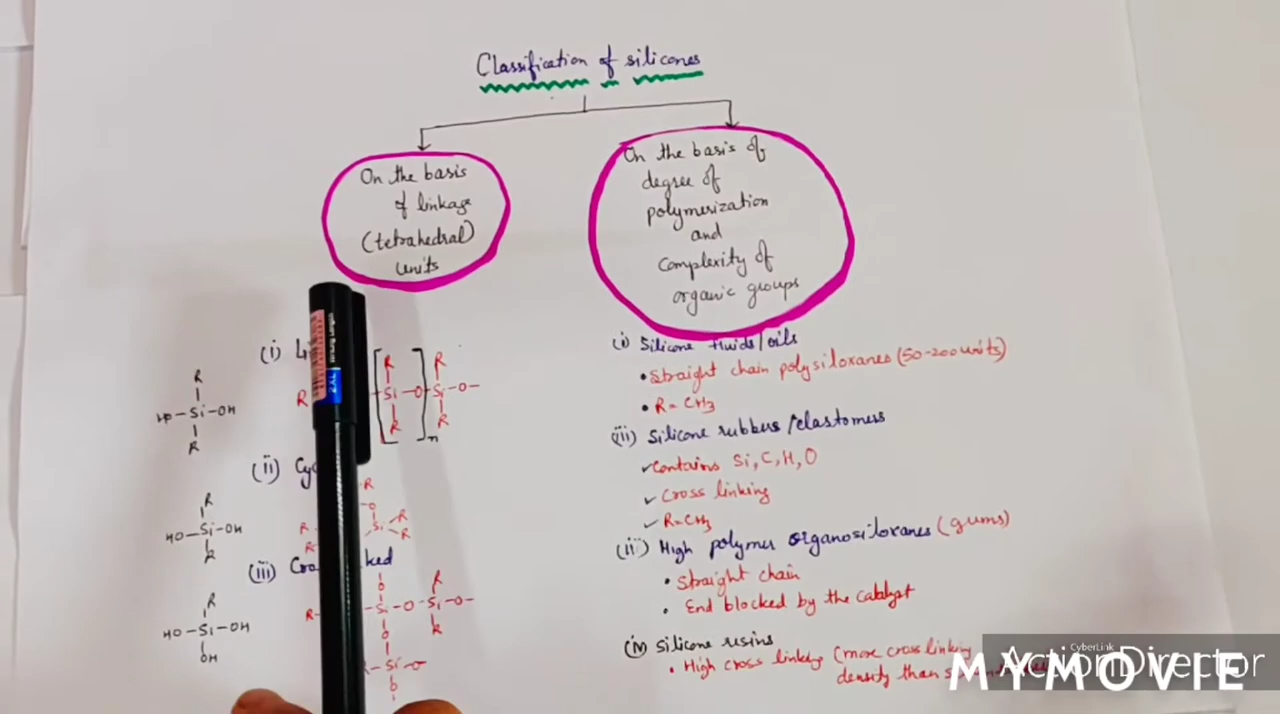 Classification of silicones
On the basis
of linkage
(tetrahedral)
units
On the basis of
degree of
polymerization
and
complexity of
organic groups
(i)
R
HO-Si-OH
R
R
R
[Si-O]n Si-O-
R
R
R
(ii) Cyc
R
HO-Si-OH
R
R
O
R
Si
R
R
R
(iii) Cro ked
R
HO-Si-OH
OH
O
R
R-
Si-O-Si-O-
O
R
Si-O
O
(i) Silicone fluids/oils
• Straight chain polysiloxanes (50-200 units)
• R=CH3
(iii) Silicone rubbers/elastomers
✓Contains Si, C, H, O
✓ Cross linking
✓ R=CH3
(ii) High polymer organosiloxanes (gums)
• Straight chain
• End blocked by the catalyst
(iv) Silicone resins
• High cross linking (more cross linking
density than
CyberLink
ActionDirector
MYMOVIE